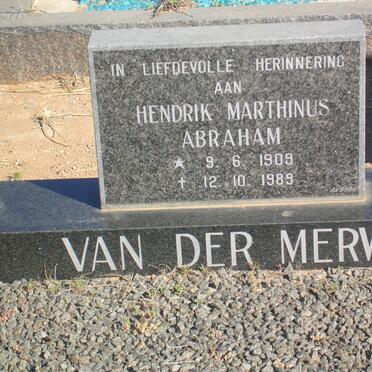 IN LIEFDEVOLLE HERINNERING
AAN
HENDRIK MARTHINUS
ABRAHAM
★ 9. 6. 1909
† 12. 10. 1989
VAN DER MERW